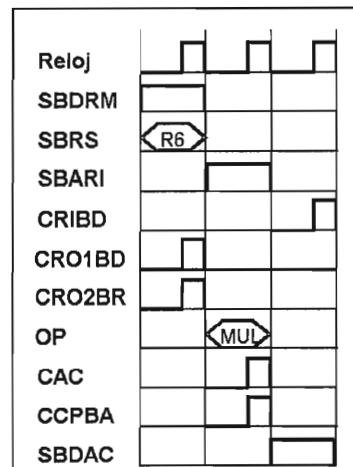 Reloj
SBDRM
SBRS R6
SBARI
CRIBD
CRO1BD
CRO2BR
OP MUL
CAC
CCPBA
SBDAC